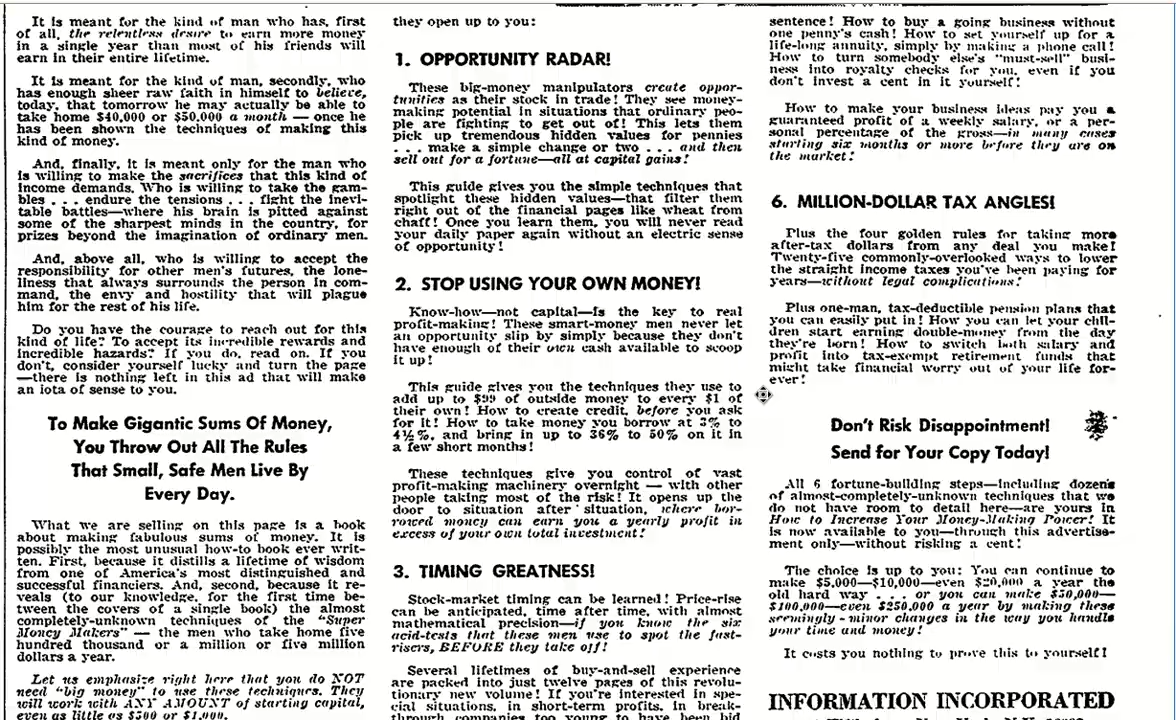 It is meant for the kind of man who has, first
of all, the relentless desire to earn more money
in a single year than most of his friends will
earn in their entire lifetime.
It is meant for the kind of man, secondly, who
has enough sheer raw faith in himself to believe,
today, that tomorrow he may actually be able to
take home $40,000 or $50,000 a month — once he
has been shown the techniques of making this
kind of money.
And, finally, it is meant only for the man who
is willing to make the sacrifices that this kind of
income demands. Who is willing to take the gam-
bles . . . endure the tensions . . . fight the inevi-
table battles—where his brain is pitted against
some of the sharpest minds in the country, for
prizes beyond the imagination of ordinary men.
And, above all, who is willing to accept the
responsibility for other men's futures, the lone-
liness that always surrounds the person in com-
mand, the envy and hostility that will plague
him for the rest of his life.
Do you have the courage to reach out for this
kind of life? To accept its incredible rewards and
incredible hazards? If you do, read on. If you
don't, consider yourself lucky and turn the page
—there is nothing left in this ad that will make
an iota of sense to you.
To Make Gigantic Sums Of Money,
You Throw Out All The Rules
That Small, Safe Men Live By
Every Day.
What we are selling on this page is a book
about making fabulous sums of money. It is
possibly the most unusual how-to book ever writ-
ten. First, because it distills a lifetime of wisdom
from one of America's most distinguished and
successful financiers. And, second, because it re-
veals (to our knowledge, for the first time be-
tween the covers of a single book) the almost
completely-unknown techniques of the "Super
Money Makers" — the men who take home five
hundred thousand or a million or five million
dollars a year.
Let us emphasize right here that you do NOT
need "big money" to use these techniques. They
will work with ANY AMOUNT of starting capital,
even as little as $500 or $1,000.
they open up to you:
1. OPPORTUNITY RADAR!
These big-money manipulators create oppor-
tunities as their stock in trade! They see money-
making potential in situations that ordinary peo-
ple are fighting to get out of! This lets them
pick up tremendous hidden values for pennies
. . . make a simple change or two . . . and then
sell out for a fortune—all at capital gains!
This guide gives you the simple techniques that
spotlight these hidden values—that filter them
right out of the financial pages like wheat from
chaff! Once you learn them, you will never read
your daily paper again without an electric sense
of opportunity!
2. STOP USING YOUR OWN MONEY!
Know-how—not capital—is the key to real
profit-making! These smart-money men never let
an opportunity slip by simply because they don't
have enough of their own cash available to scoop
it up!
This guide gives you the techniques they use to
add up to $99 of outside money to every $1 of
their own! How to create credit, before you ask
for it! How to take money you borrow at 3% to
4½%, and bring in up to 36% to 50% on it in
a few short months!
These techniques give you control of vast
profit-making machinery overnight — with other
people taking most of the risk! It opens up the
door to situation after situation, where bor-
rowed money can earn you a yearly profit in
excess of your own total investment!
3. TIMING GREATNESS!
Stock-market timing can be learned! Price-rise
can be anticipated, time after time, with almost
mathematical precision—if you know the six
acid-tests that these men use to spot the fast-
risers, BEFORE they take off!
Several lifetimes of buy-and-sell experience
are packed into just twelve pages of this revolu-
tionary new volume! If you're interested in spe-
cial situations, in short-term profits, in break-
through companies too young to have been bid
sentence! How to buy a going business without
one penny's cash! How to set yourself up for a
life-long annuity, simply by making a phone call!
How to turn somebody else's "must-sell" busi-
ness into royalty checks for you, even if you
don't invest a cent in it yourself!
How to make your business ideas pay you a
guaranteed profit of a weekly salary, or a per-
sonal percentage of the gross—in many cases
starting six months or more before they are on
the market!
6. MILLION-DOLLAR TAX ANGLES!
Plus the four golden rules for taking more
after-tax dollars from any deal you make!
Twenty-five commonly-overlooked ways to lower
the straight income taxes you've been paying for
years—without legal complications!
Plus one-man, tax-deductible pension plans that
you can easily put in! How you can let your chil-
dren start earning double-money from the day
they're born! How to switch both salary and
profit into tax-exempt retirement funds that
might take financial worry out of your life for-
ever!
Don't Risk Disappointment!
Send for Your Copy Today!
All 6 fortune-building steps—including dozens
of almost-completely-unknown techniques that we
do not have room to detail here—are yours in
How to Increase Your Money-Making Power! It
is now available to you—through this advertise-
ment only—without risking a cent!
The choice is up to you: You can continue to
make $5,000—$10,000—even $20,000 a year the
old hard way . . . or you can make $50,000—
$100,000—even $250,000 a year by making these
seemingly-minor changes in the way you handle
your time and money!
It costs you nothing to prove this to yourself!
INFORMATION INCORPORATED